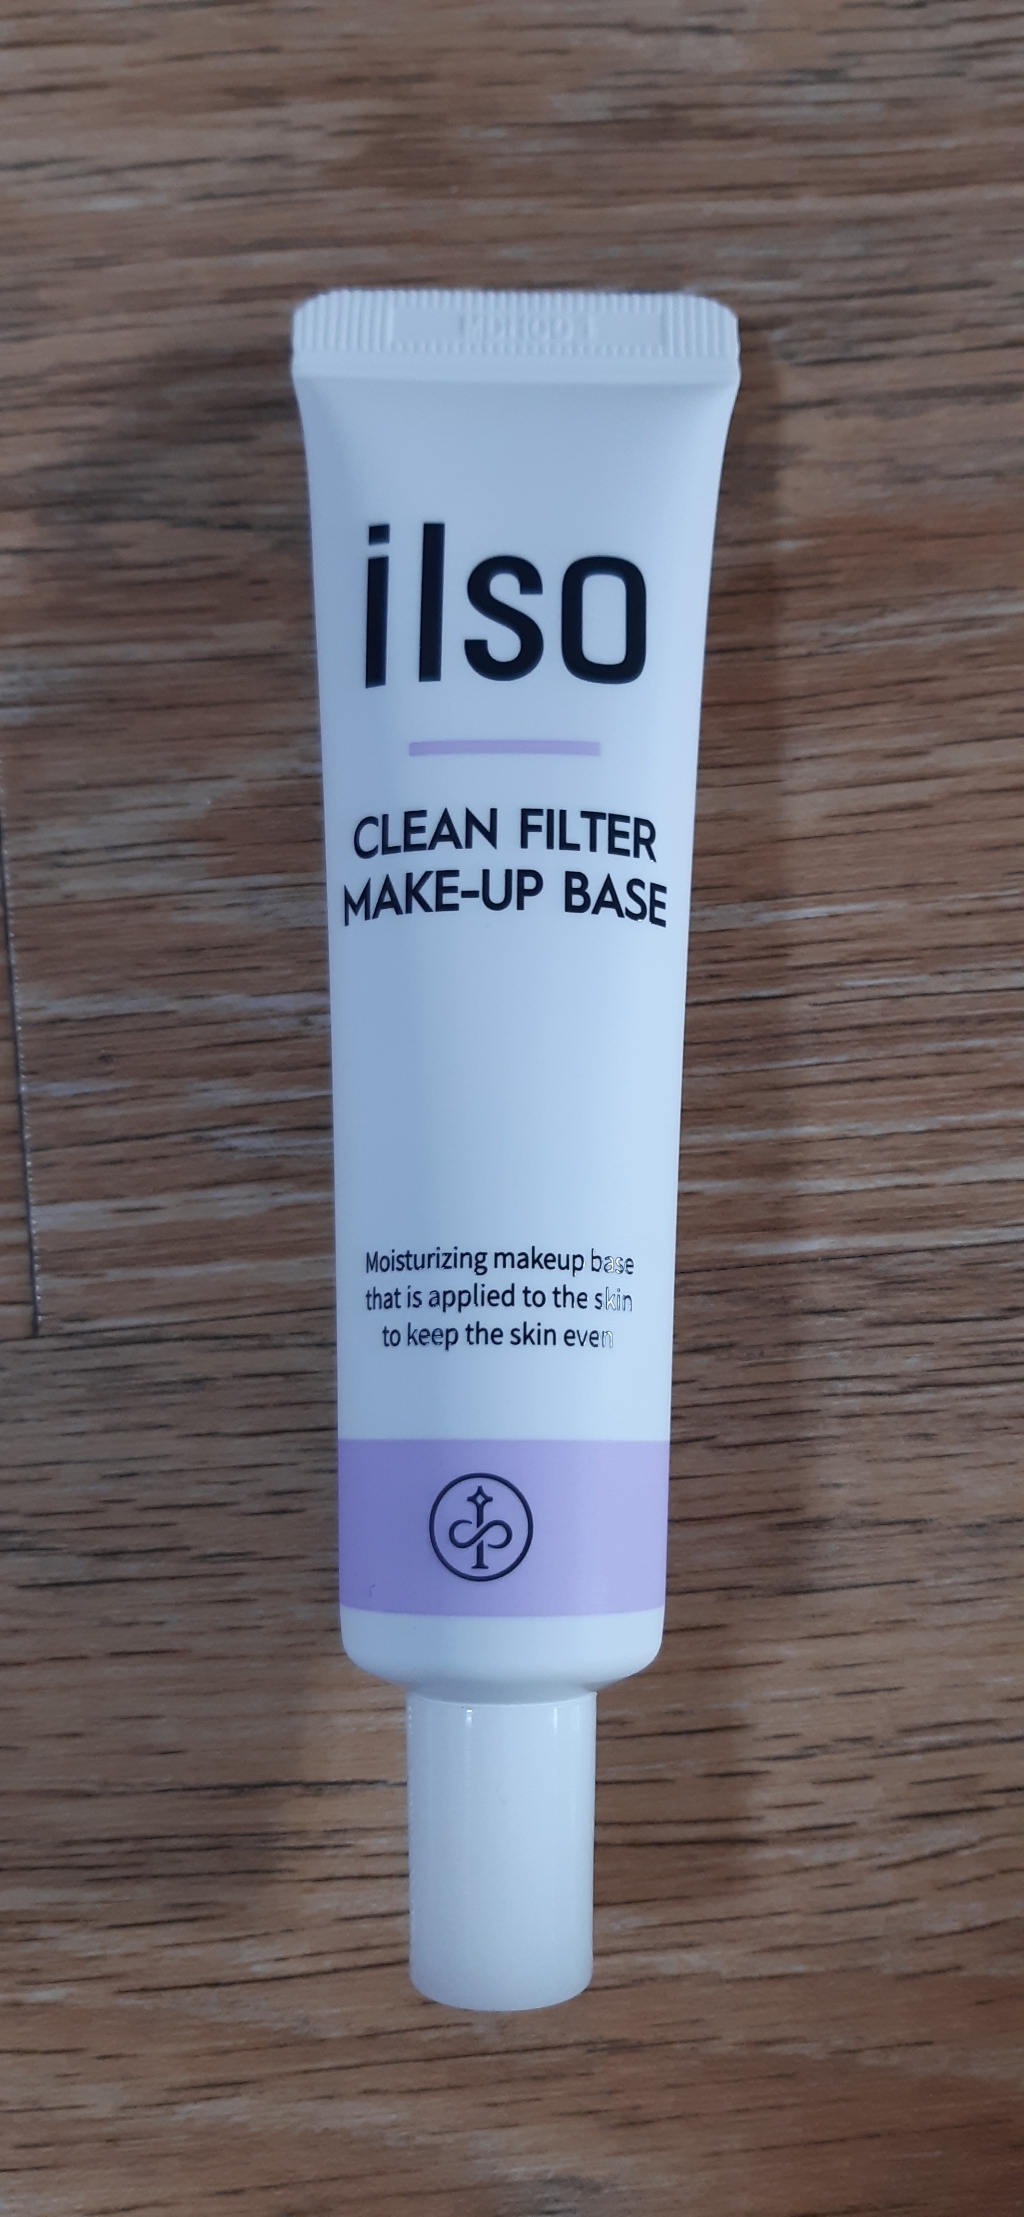 ilso
CLEAN FILTER
MAKE-UP BASE
Moisturizing makeup base
that is applied to the skin
to keep the skin even